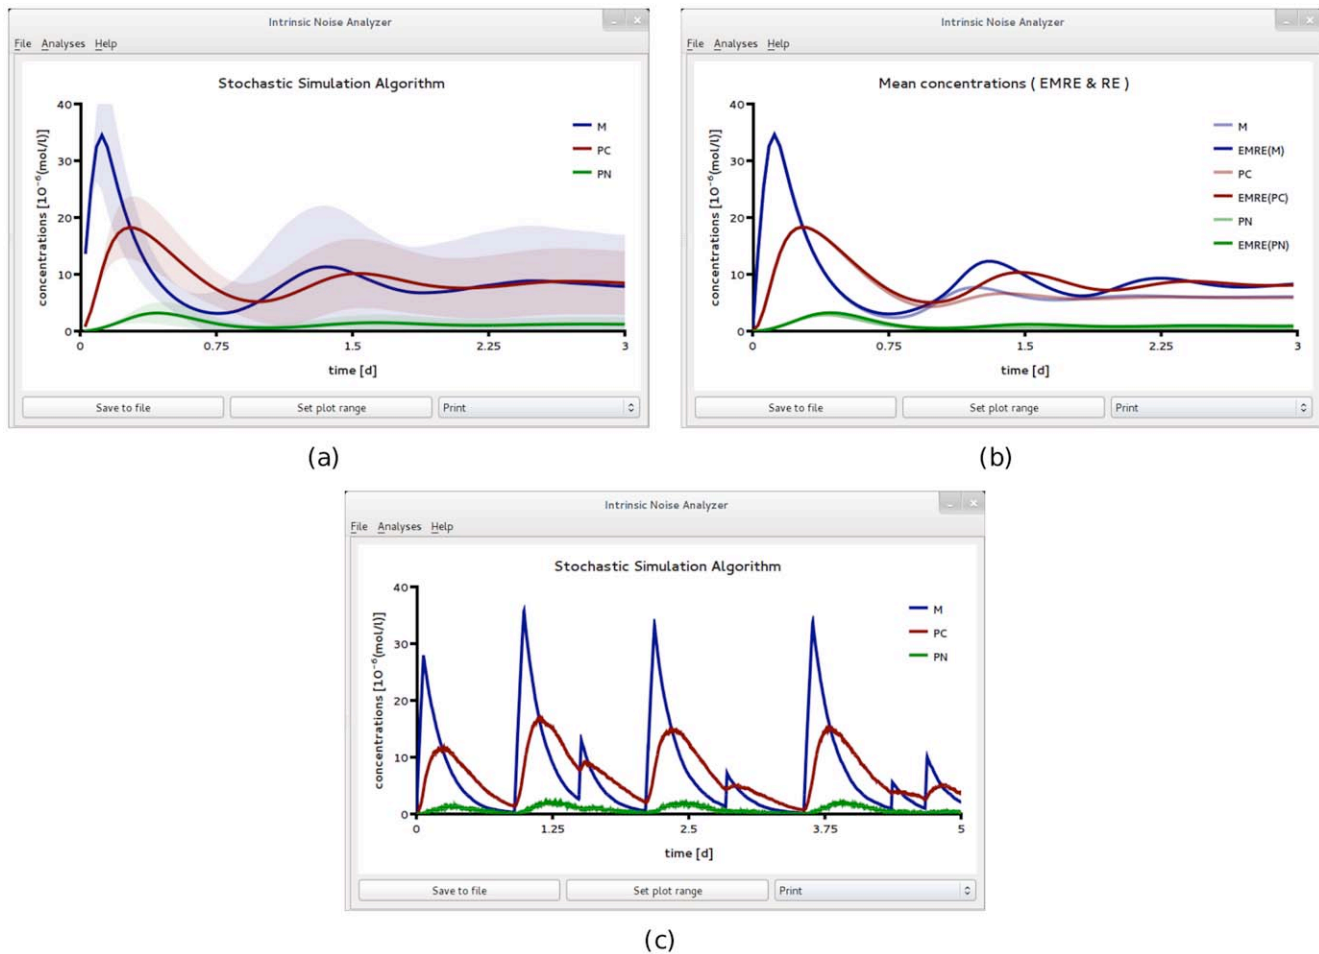 Intrinsic Noise Analyzer
File Analyses Help
Stochastic Simulation Algorithm
40
30
20
10
0
concentrations [10⁻⁶(mol/l)]
M
PC
PN
0 0.75 1.5 2.25 3
time [d]
Save to file Set plot range Print
(a)
Intrinsic Noise Analyzer
File Analyses Help
Mean concentrations ( EMRE & RE )
40
30
20
10
0
concentrations [10⁻⁶(mol/l)]
M
EMRE(M)
PC
EMRE(PC)
PN
EMRE(PN)
0 0.75 1.5 2.25 3
time [d]
Save to file Set plot range Print
(b)
Intrinsic Noise Analyzer
File Analyses Help
Stochastic Simulation Algorithm
40
30
20
10
0
concentrations [10⁻⁶(mol/l)]
M
PC
PN
0 1.25 2.5 3.75 5
time [d]
Save to file Set plot range Print
(c)